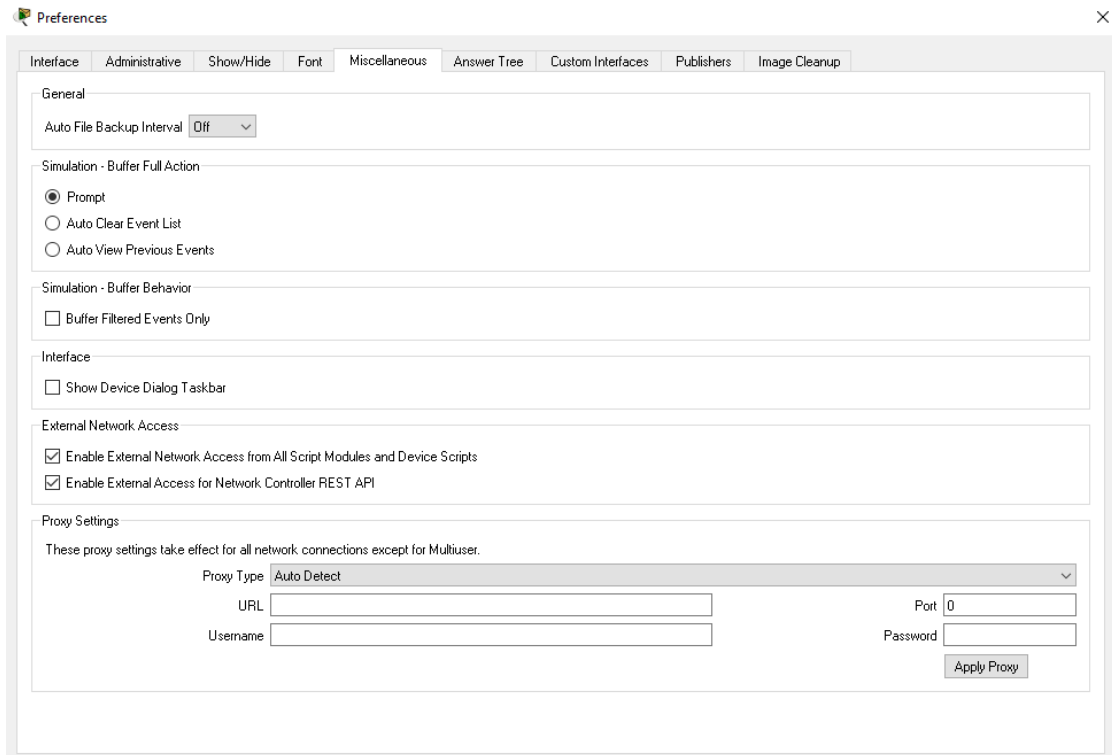 Preferences
Interface Administrative Show/Hide Font Miscellaneous Answer Tree Custom Interfaces Publishers Image Cleanup
General
Auto File Backup Interval Off
Simulation - Buffer Full Action
Prompt
Auto Clear Event List
Auto View Previous Events
Simulation - Buffer Behavior
Buffer Filtered Events Only
Interface
Show Device Dialog Taskbar
External Network Access
Enable External Network Access from All Script Modules and Device Scripts
Enable External Access for Network Controller REST API
Proxy Settings
These proxy settings take effect for all network connections except for Multiuser.
Proxy Type Auto Detect
URL Port 0
Username Password
Apply Proxy